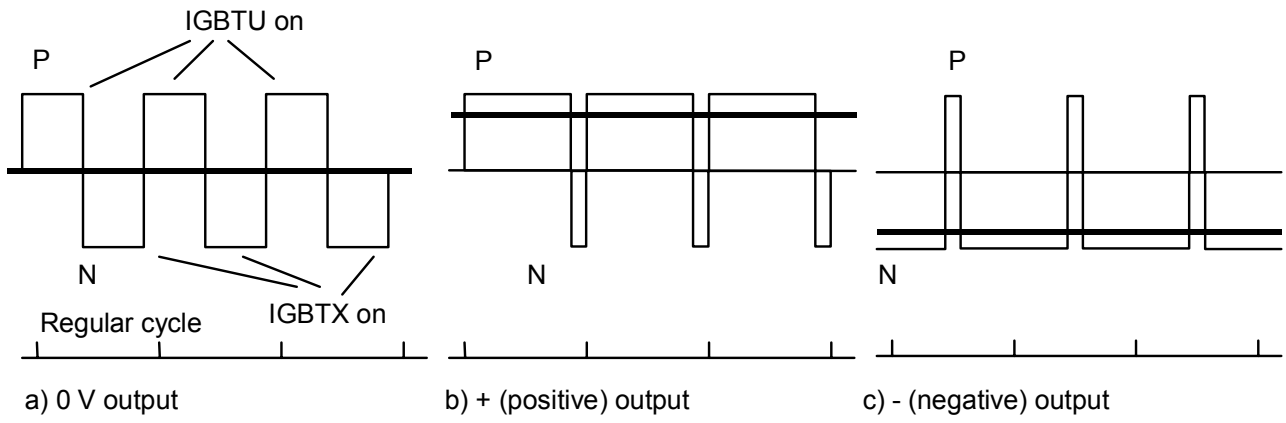 IGBTU on
P
P
P
N
N
N
IGBTX on
Regular cycle
a) 0 V output
b) + (positive) output
c) - (negative) output